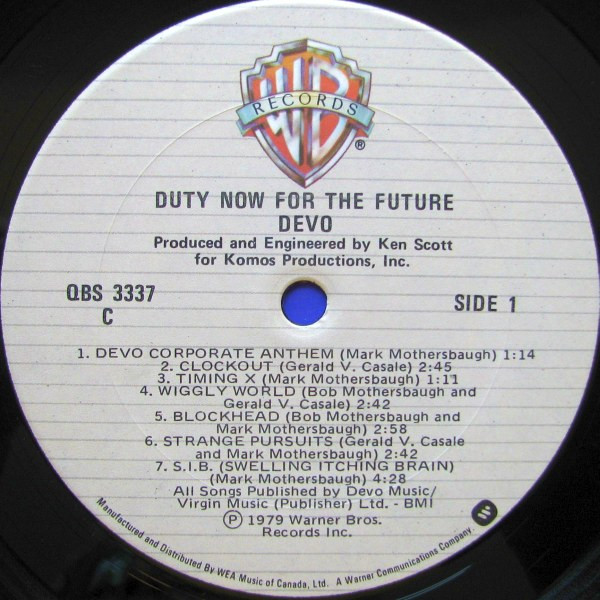 WB
RECORDS
®
DUTY NOW FOR THE FUTURE
DEVO
Produced and Engineered by Ken Scott
for Komos Productions, Inc.
QBS 3337
C
SIDE 1
1. DEVO CORPORATE ANTHEM (Mark Mothersbaugh) 1:14
2. CLOCKOUT (Gerald V. Casale) 2:45
3. TIMING X (Mark Mothersbaugh) 1:11
4. WIGGLY WORLD (Bob Mothersbaugh and
Gerald V. Casale) 2:42
5. BLOCKHEAD (Bob Mothersbaugh and
Mark Mothersbaugh) 2:58
6. STRANGE PURSUITS (Gerald V. Casale
and Mark Mothersbaugh) 2:42
7. S.I.B. (SWELLING ITCHING BRAIN)
(Mark Mothersbaugh) 4:28
All Songs Published by Devo Music/
Virgin Music (Publisher) Ltd. - BMI
Ⓟ 1979 Warner Bros.
Records Inc.
Manufactured and Distributed By WEA Music of Canada, Ltd. A Warner Communications Company.